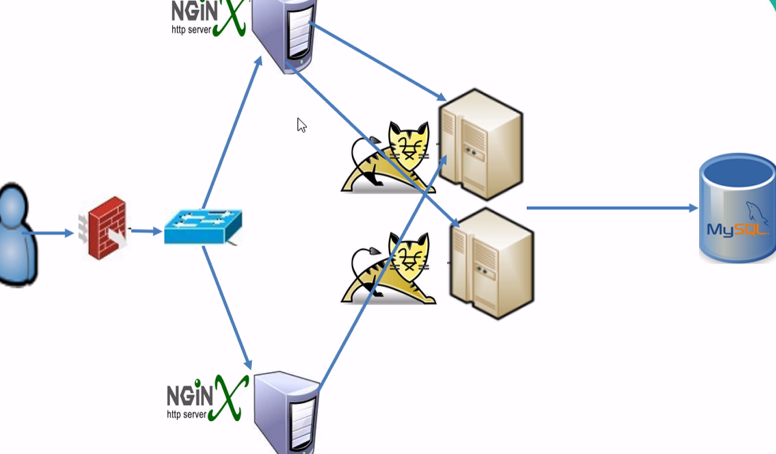 NGiNX
http server
MySQL
NGiNX
http server